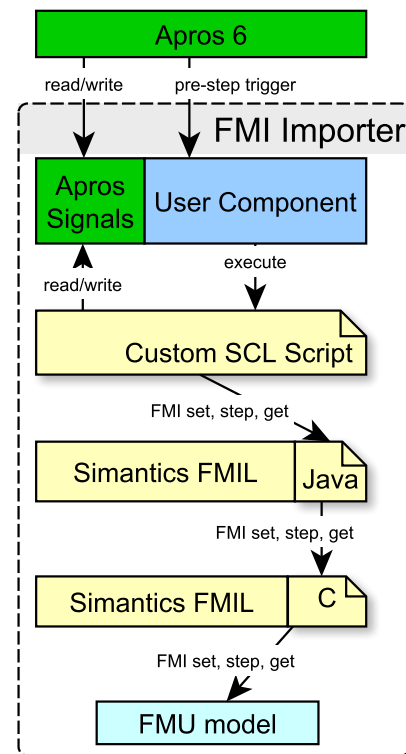 Apros 6
read/write
pre-step trigger
FMI Importer
Apros
Signals
User Component
execute
read/write
Custom SCL Script
FMI set, step, get
Simantics FMIL
Java
FMI set, step, get
Simantics FMIL
C
FMI set, step, get
FMU model